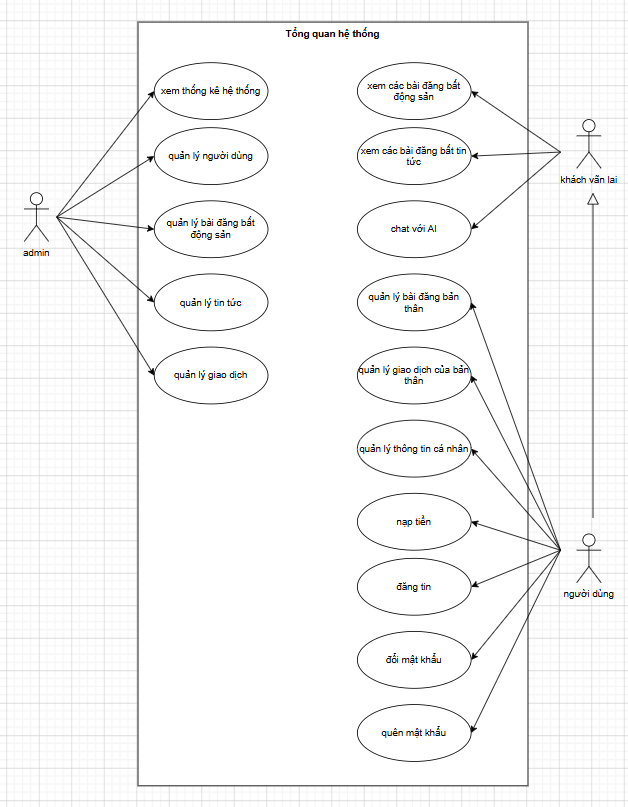 Tổng quan hệ thống
xem thống kê hệ thống
quản lý người dùng
quản lý bài đăng bất
động sản
quản lý tin tức
quản lý giao dịch
admin
xem các bài đăng bất
động sản
xem các bài đăng bất tin
tức
chat với AI
quản lý bài đăng bản
thân
quản lý giao dịch của bản
thân
quản lý thông tin cá nhân
nạp tiền
đăng tin
đổi mật khẩu
quên mật khẩu
khách vãn lai
người dùng